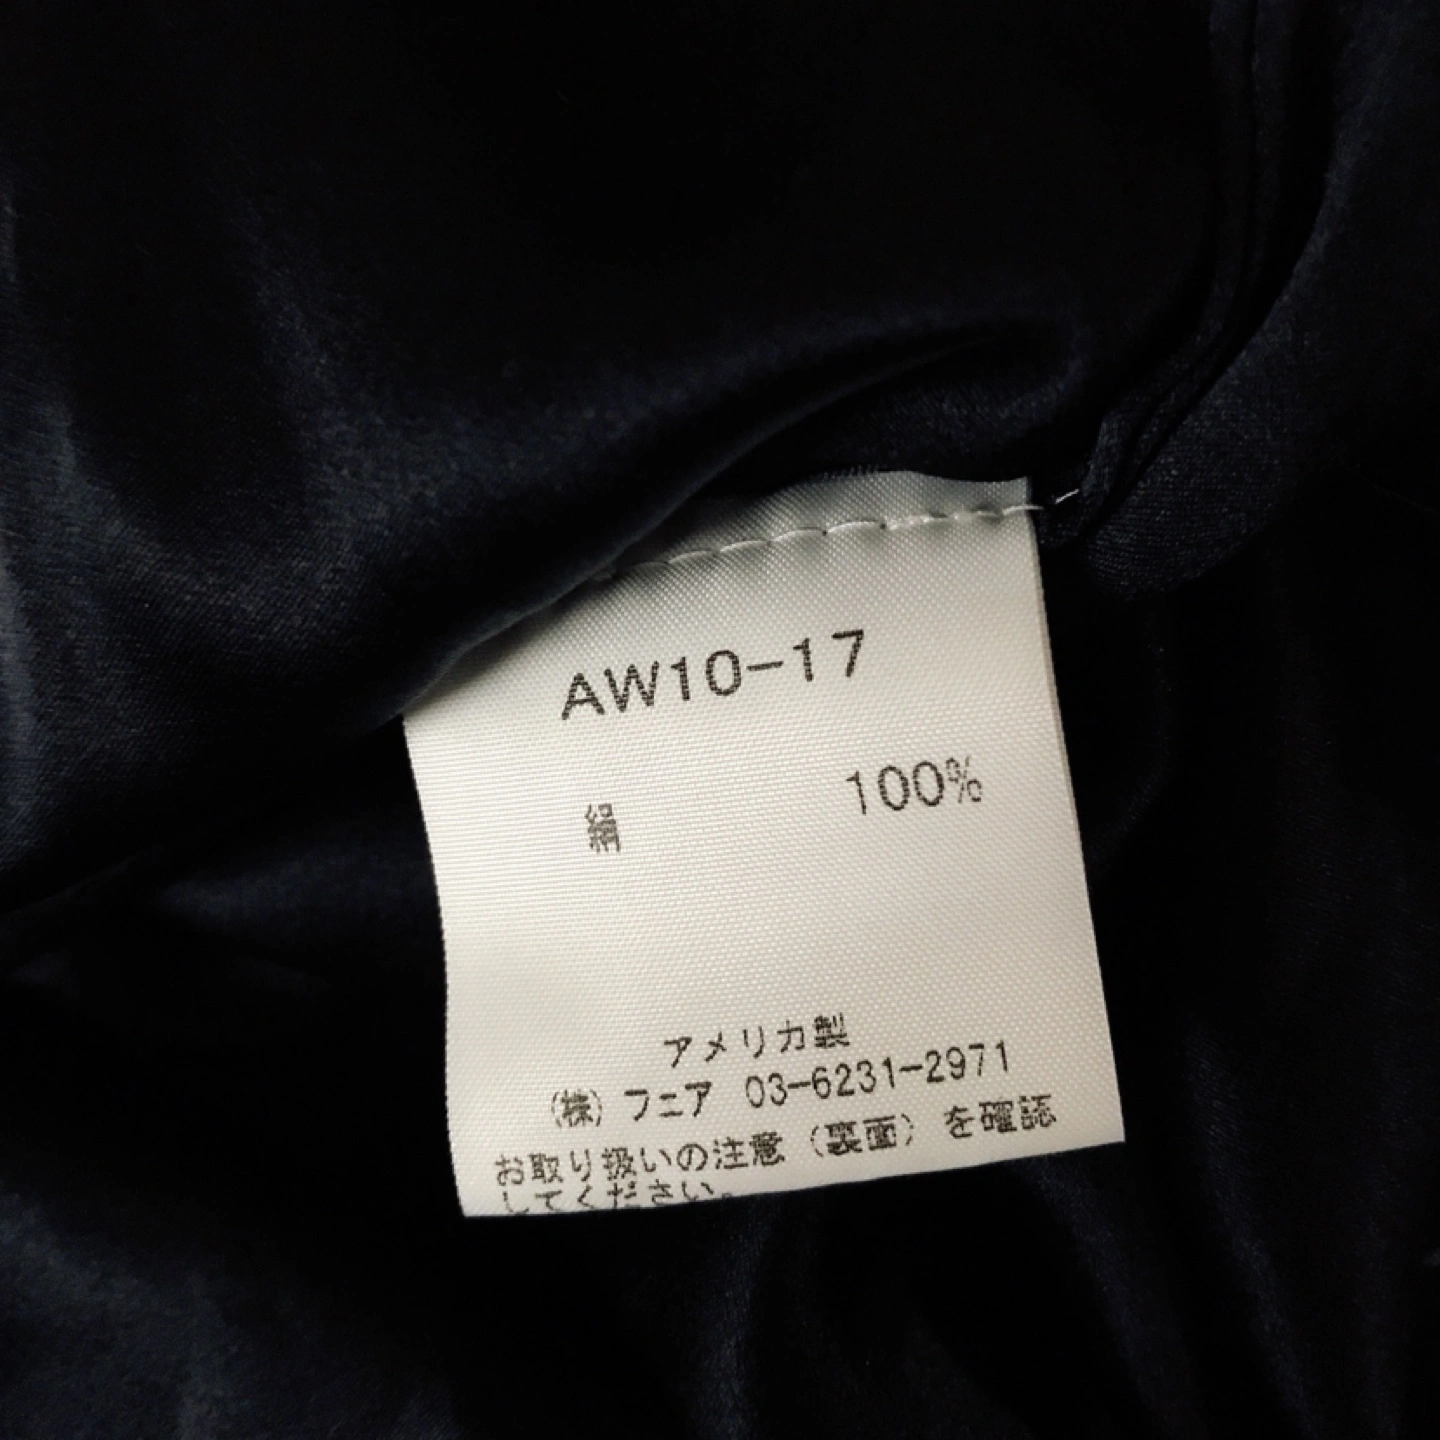 AW10-17
絹 100%
アメリカ製
(株) フェア 03-6231-2971
お取り扱いの注意(裏面)を確認
してください。